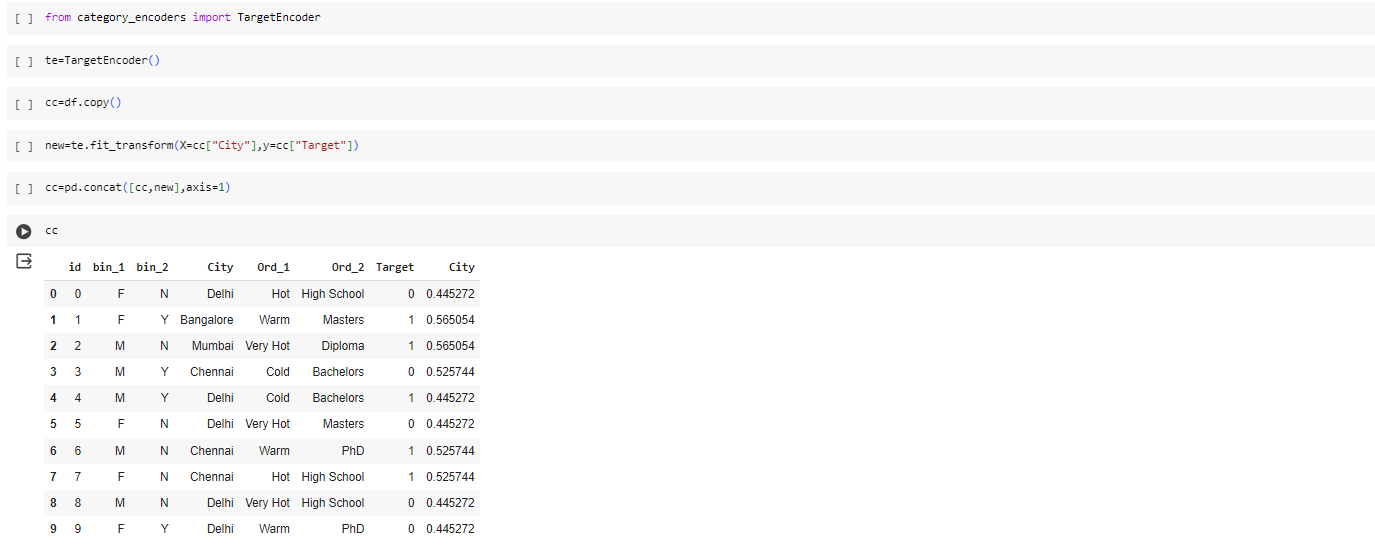 [ ] from category_encoders import TargetEncoder
[ ] te=TargetEncoder()
[ ] cc=df.copy()
[ ] new=te.fit_transform(X=cc["City"],y=cc["Target"])
[ ] cc=pd.concat([cc,new],axis=1)
cc
id bin_1 bin_2 City Ord_1 Ord_2 Target City
0 0 F N Delhi Hot High School 0 0.445272
1 1 F Y Bangalore Warm Masters 1 0.565054
2 2 M N Mumbai Very Hot Diploma 1 0.565054
3 3 M Y Chennai Cold Bachelors 0 0.525744
4 4 M Y Delhi Cold Bachelors 1 0.445272
5 5 F N Delhi Very Hot Masters 0 0.445272
6 6 M N Chennai Warm PhD 1 0.525744
7 7 F N Chennai Hot High School 1 0.525744
8 8 M N Delhi Very Hot High School 0 0.445272
9 9 F Y Delhi Warm PhD 0 0.445272